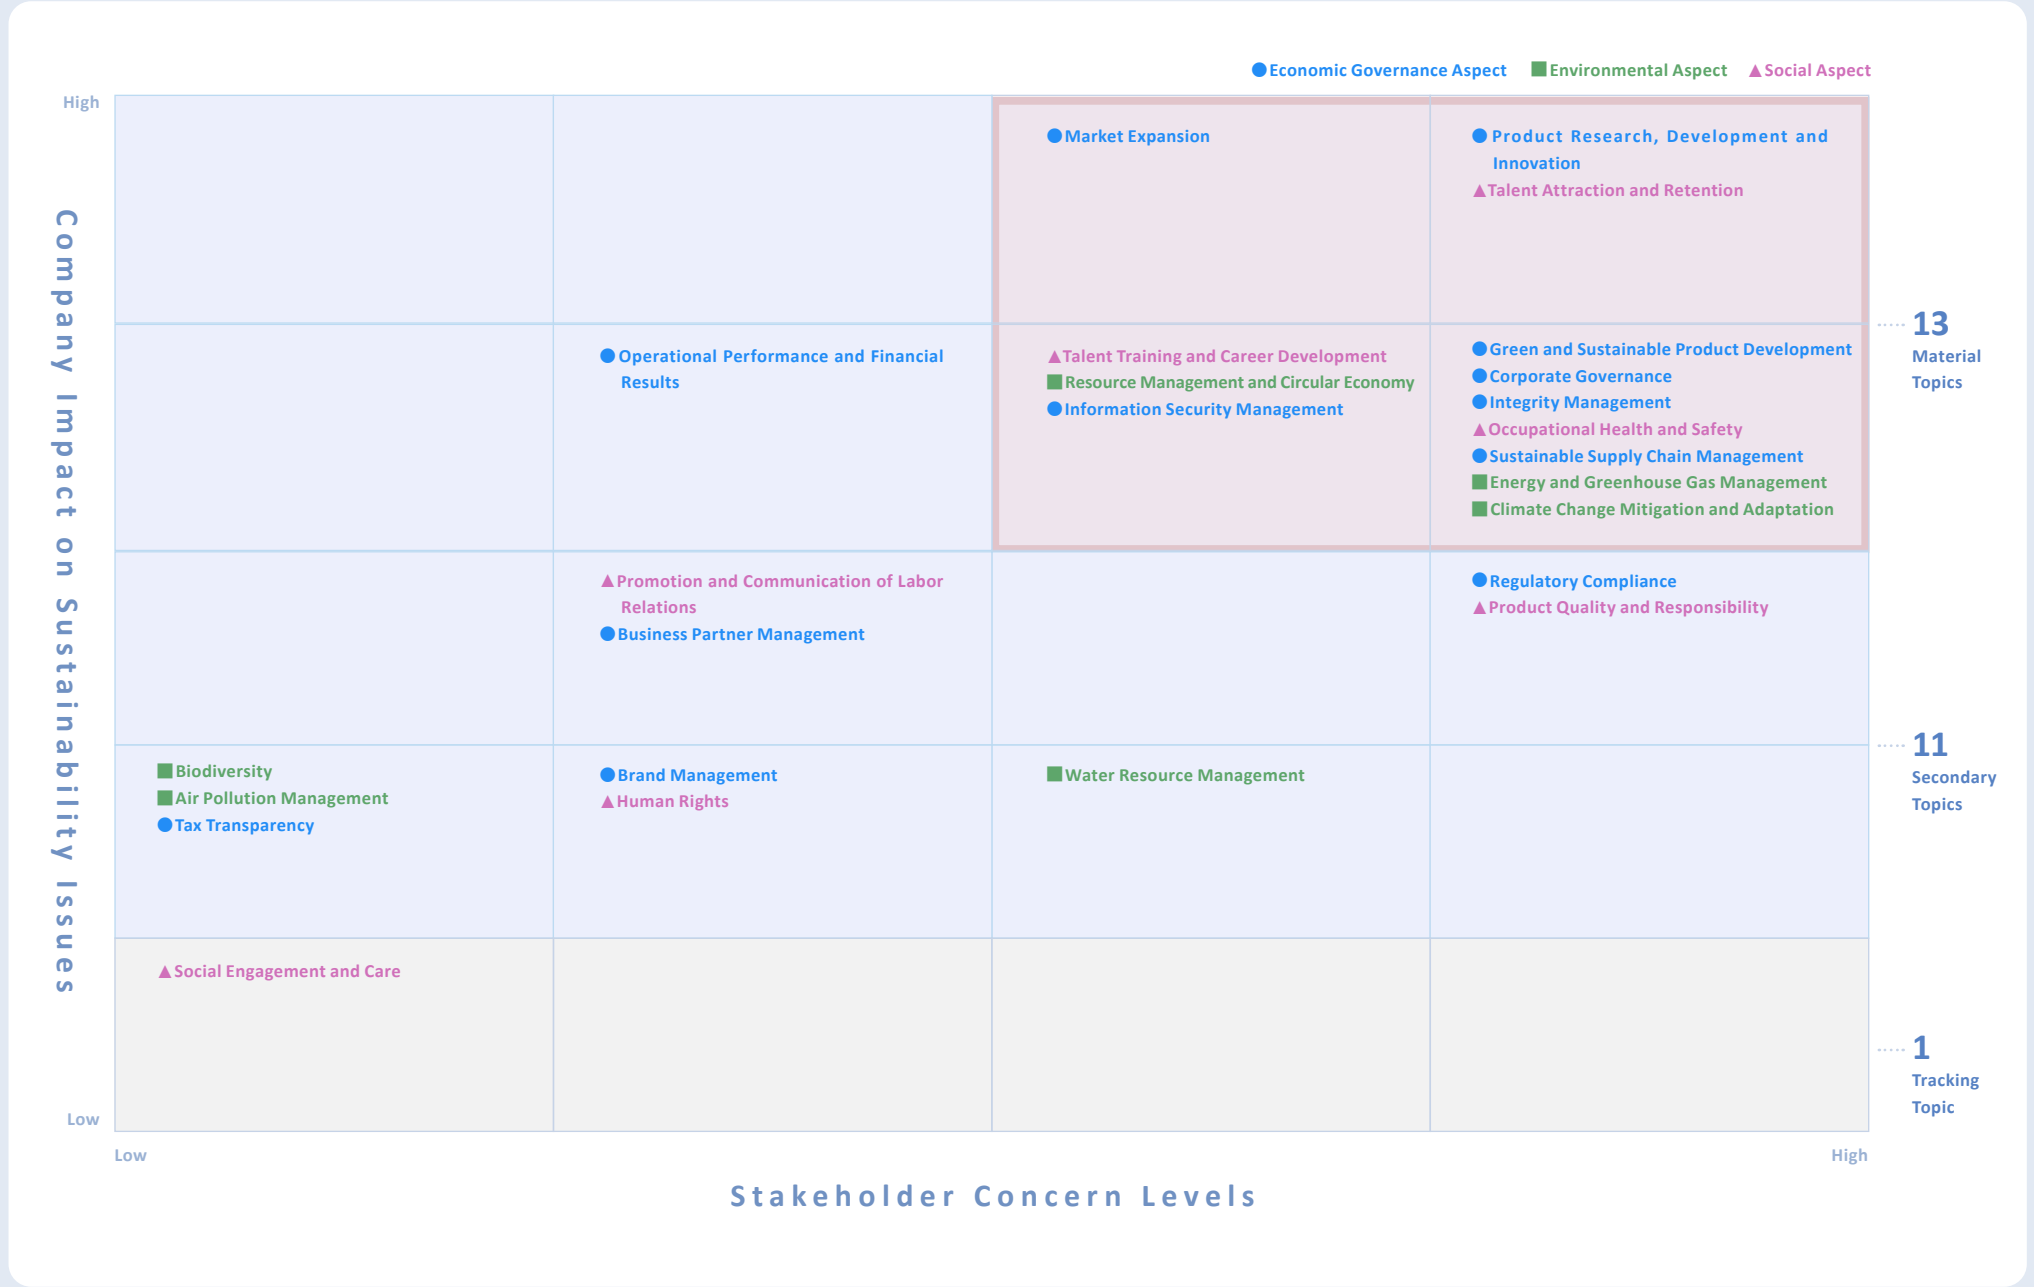 Economic Governance Aspect Environmental Aspect Social Aspect
High
Company Impact on Sustainability Issues
Market Expansion
Product Research, Development and
Innovation
Talent Attraction and Retention
Operational Performance and Financial
Results
Talent Training and Career Development
Resource Management and Circular Economy
Information Security Management
Green and Sustainable Product Development
Corporate Governance
Integrity Management
Occupational Health and Safety
Sustainable Supply Chain Management
Energy and Greenhouse Gas Management
Climate Change Mitigation and Adaptation
13
Material
Topics
Promotion and Communication of Labor
Relations
Business Partner Management
Regulatory Compliance
Product Quality and Responsibility
Biodiversity
Air Pollution Management
Tax Transparency
Brand Management
Human Rights
Water Resource Management
11
Secondary
Topics
Social Engagement and Care
1
Tracking
Topic
Low
Low
High
Stakeholder Concern Levels